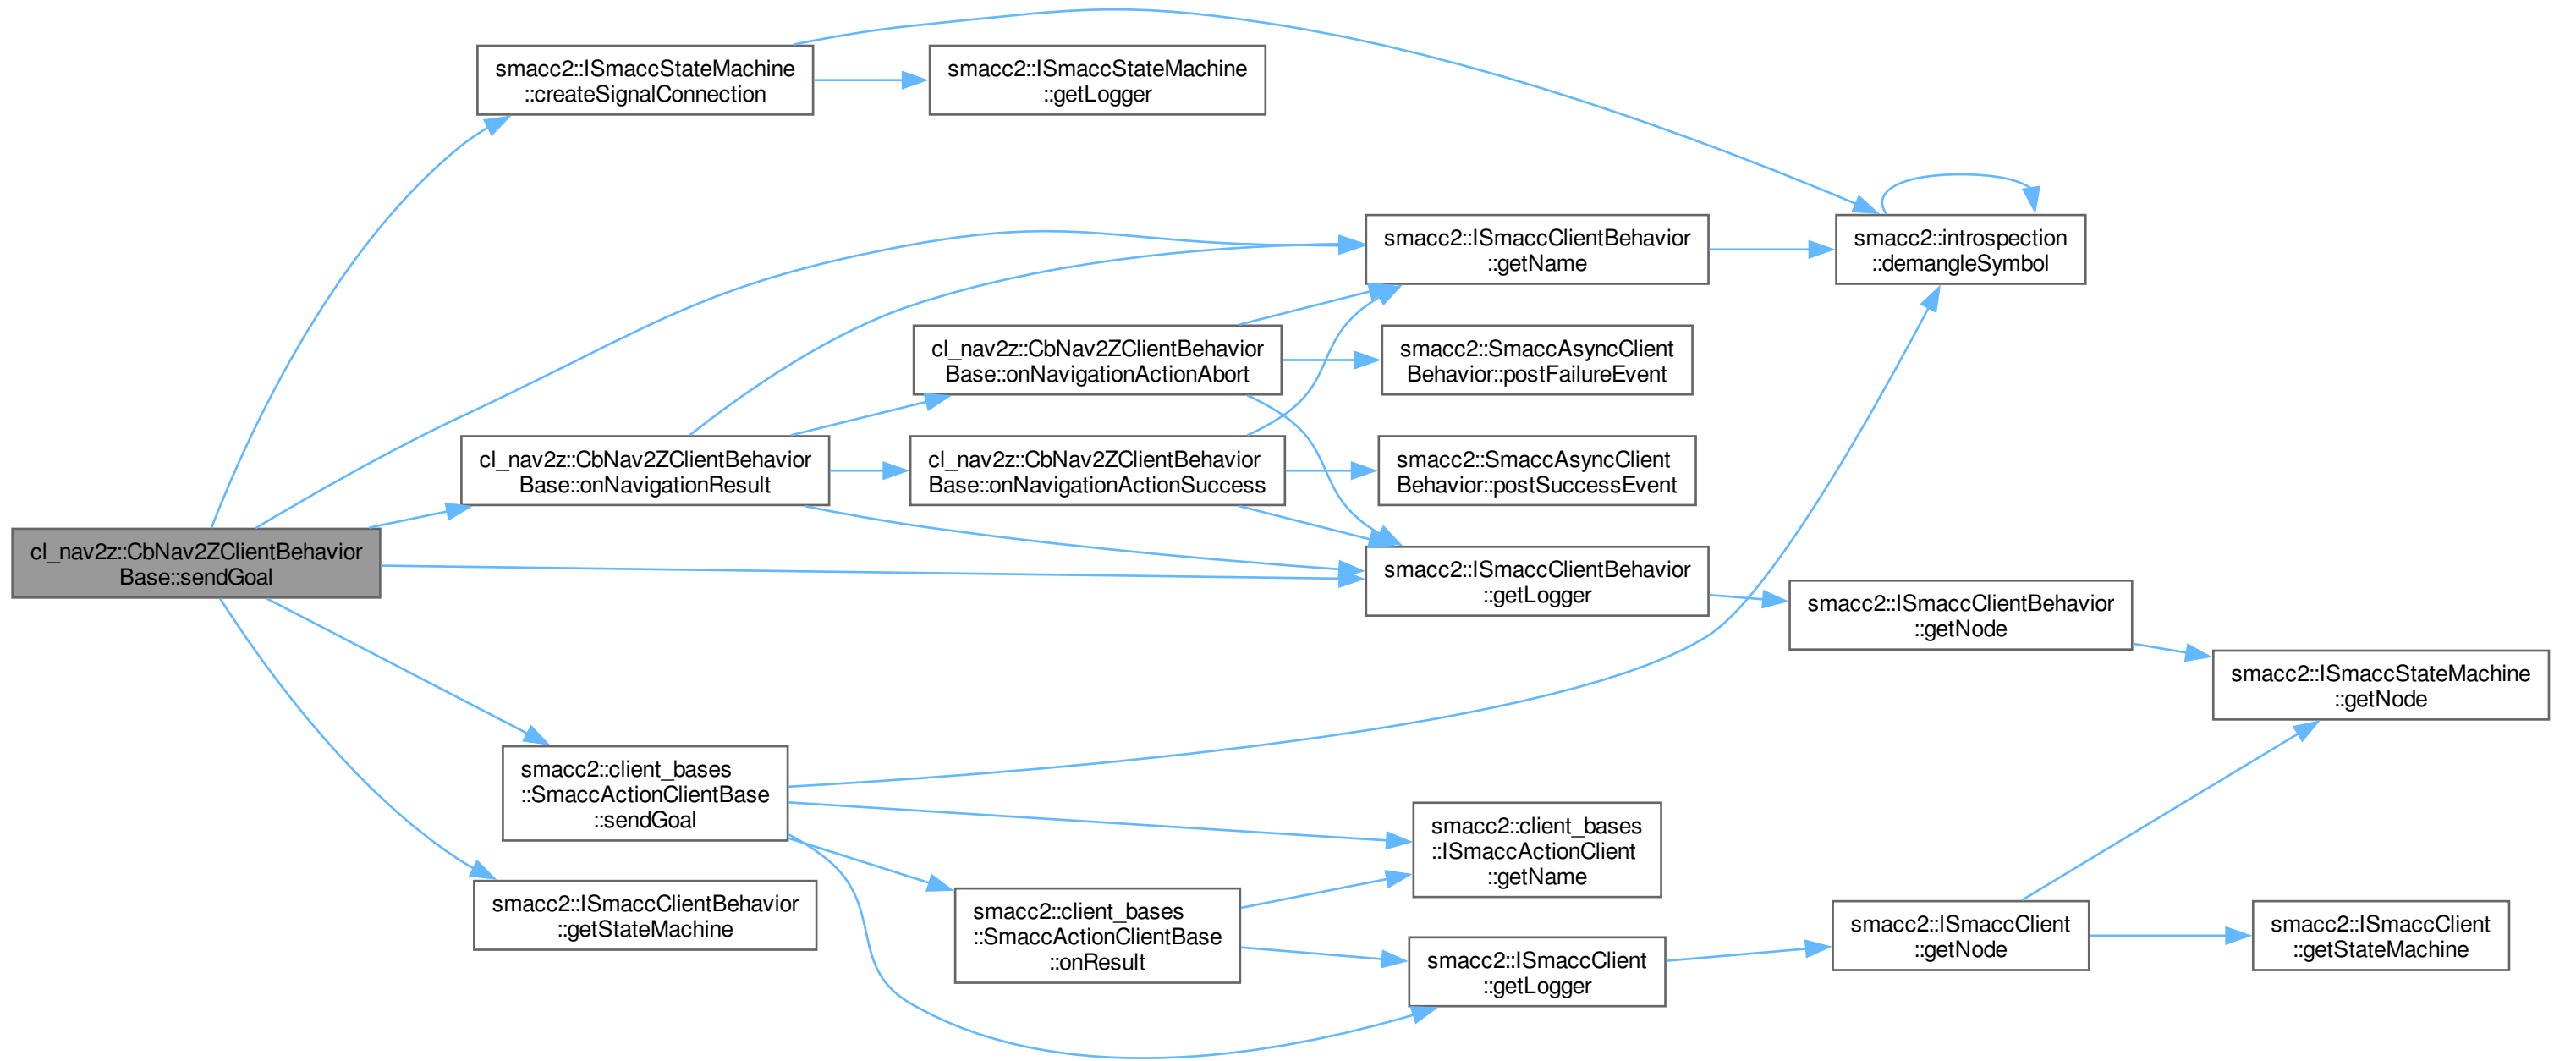 cl_nav2z::CbNav2ZClientBehavior
Base::sendGoal
smacc2::ISmaccStateMachine
::createSignalConnection
smacc2::ISmaccStateMachine
::getLogger
smacc2::ISmaccClientBehavior
::getName
smacc2::introspection
::demangleSymbol
cl_nav2z::CbNav2ZClientBehavior
Base::onNavigationActionAbort
smacc2::SmaccAsyncClient
Behavior::postFailureEvent
cl_nav2z::CbNav2ZClientBehavior
Base::onNavigationResult
cl_nav2z::CbNav2ZClientBehavior
Base::onNavigationActionSuccess
smacc2::SmaccAsyncClient
Behavior::postSuccessEvent
smacc2::ISmaccClientBehavior
::getLogger
smacc2::ISmaccClientBehavior
::getNode
smacc2::ISmaccStateMachine
::getNode
smacc2::client_bases
::SmaccActionClientBase
::sendGoal
smacc2::client_bases
::ISmaccActionClient
::getName
smacc2::ISmaccClientBehavior
::getStateMachine
smacc2::client_bases
::SmaccActionClientBase
::onResult
smacc2::ISmaccClient
::getLogger
smacc2::ISmaccClient
::getNode
smacc2::ISmaccClient
::getStateMachine